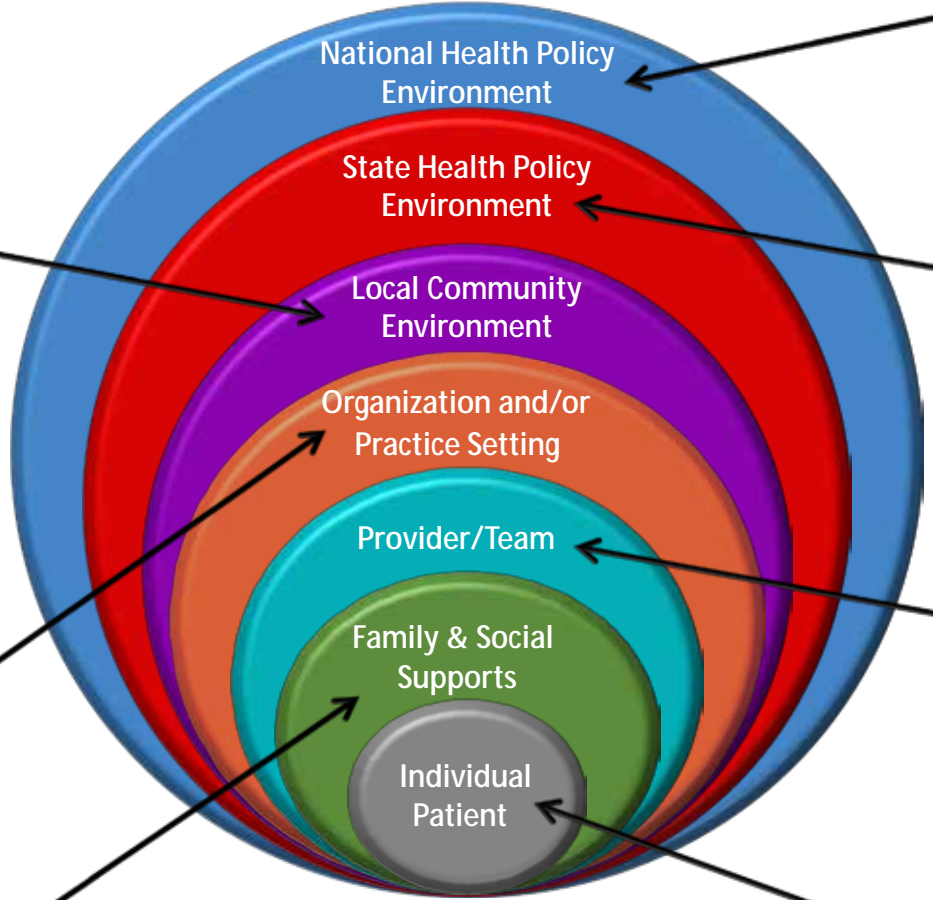 National Health Policy
Environment
State Health Policy
Environment
Local Community
Environment
Organization and/or
Practice Setting
Provider/Team
Family & Social
Supports
Individual
Patient